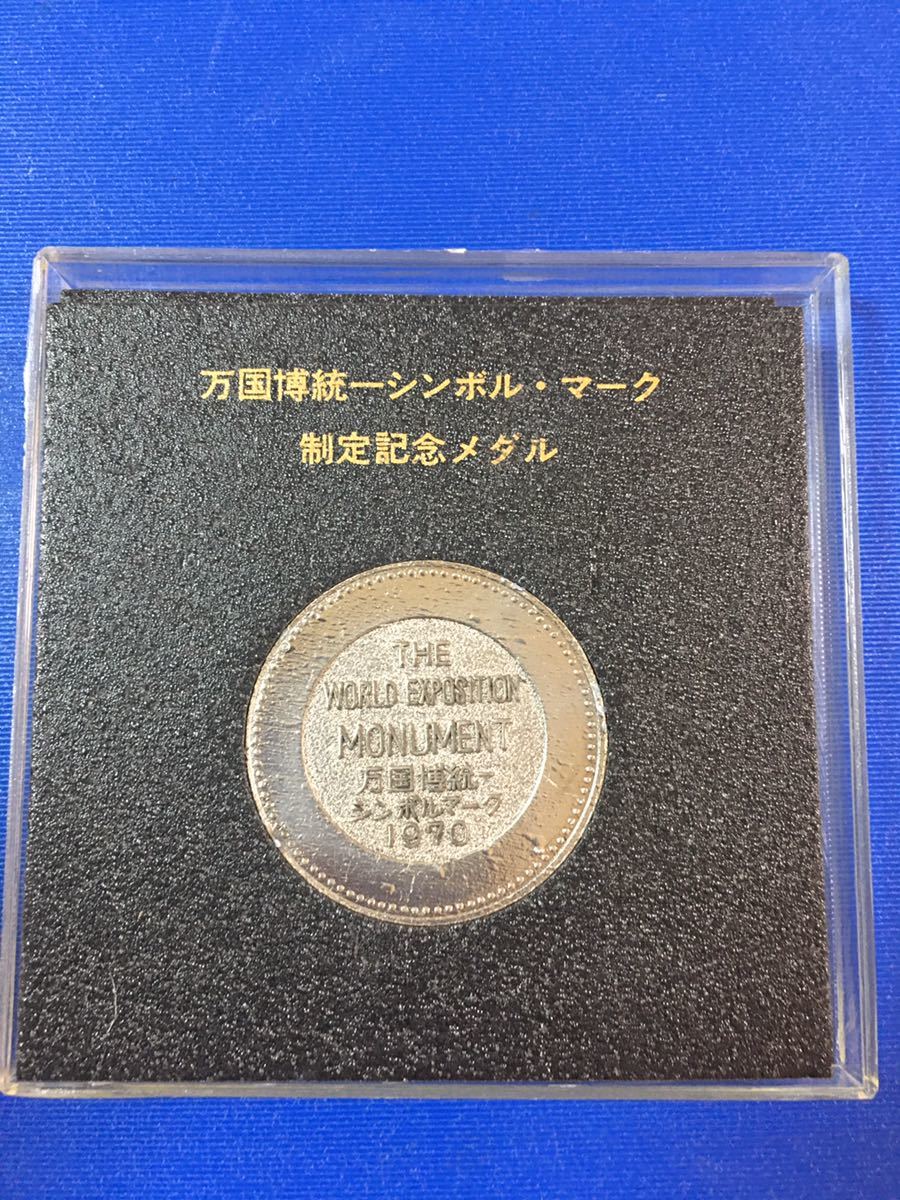 万国博統一シンボル・マーク
制定記念メダル
THE
WORLD EXPOSITION
MONUMENT
万国博統一
シンボルマーク
1970